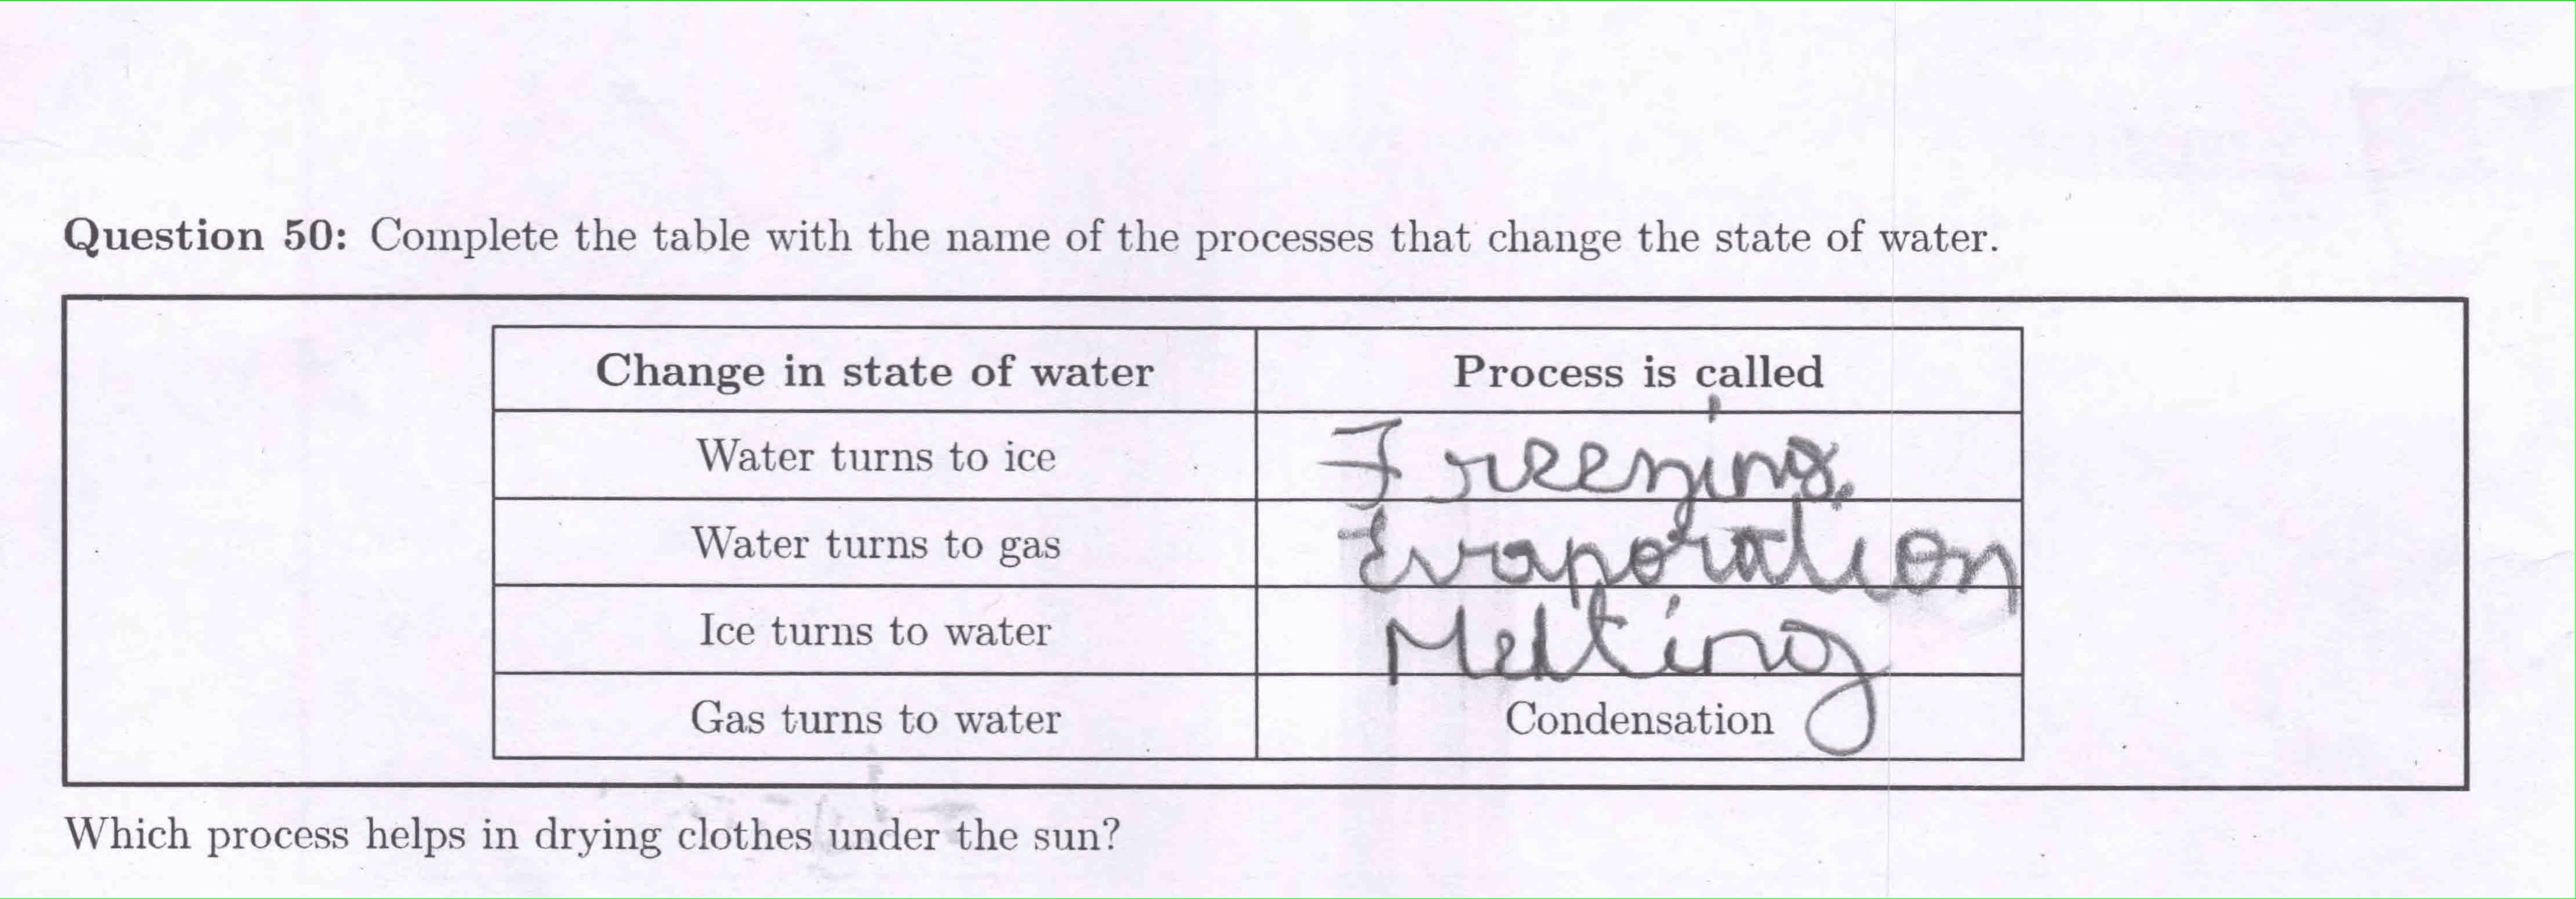 Question 50: Complete the table with the name of the processes that change the state of water.
Change in state of water Process is called
Water turns to ice Freezing.
Water turns to gas Evaporation
Ice turns to water Melting
Gas turns to water Condensation
Which process helps in drying clothes under the sun?